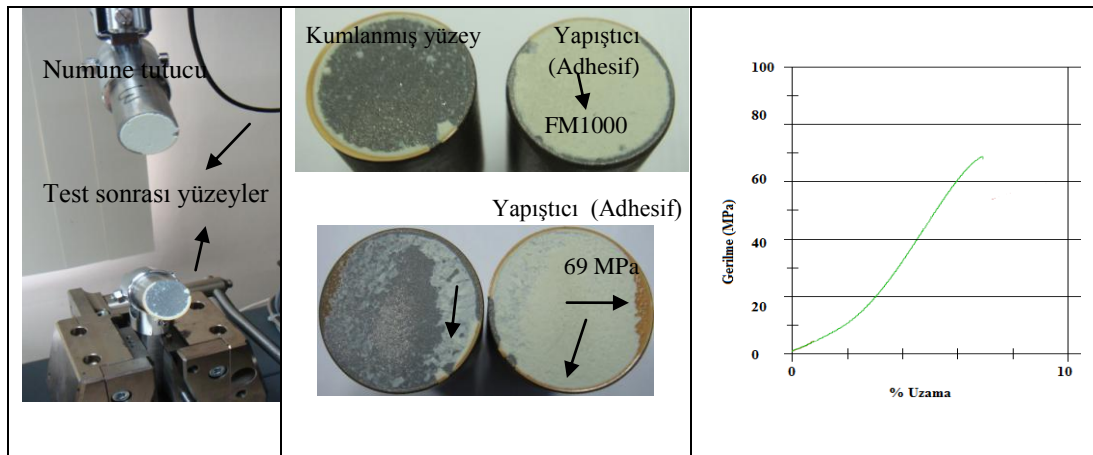 Numune tutucu
Test sonrası yüzeyler
Kumlanmış yüzey
Yapıştıcı
(Adhesif)
FM1000
Yapıştıcı (Adhesif)
69 MPa
100
80
60
40
20
0
Gerilme (MPa)
0
10
% Uzama